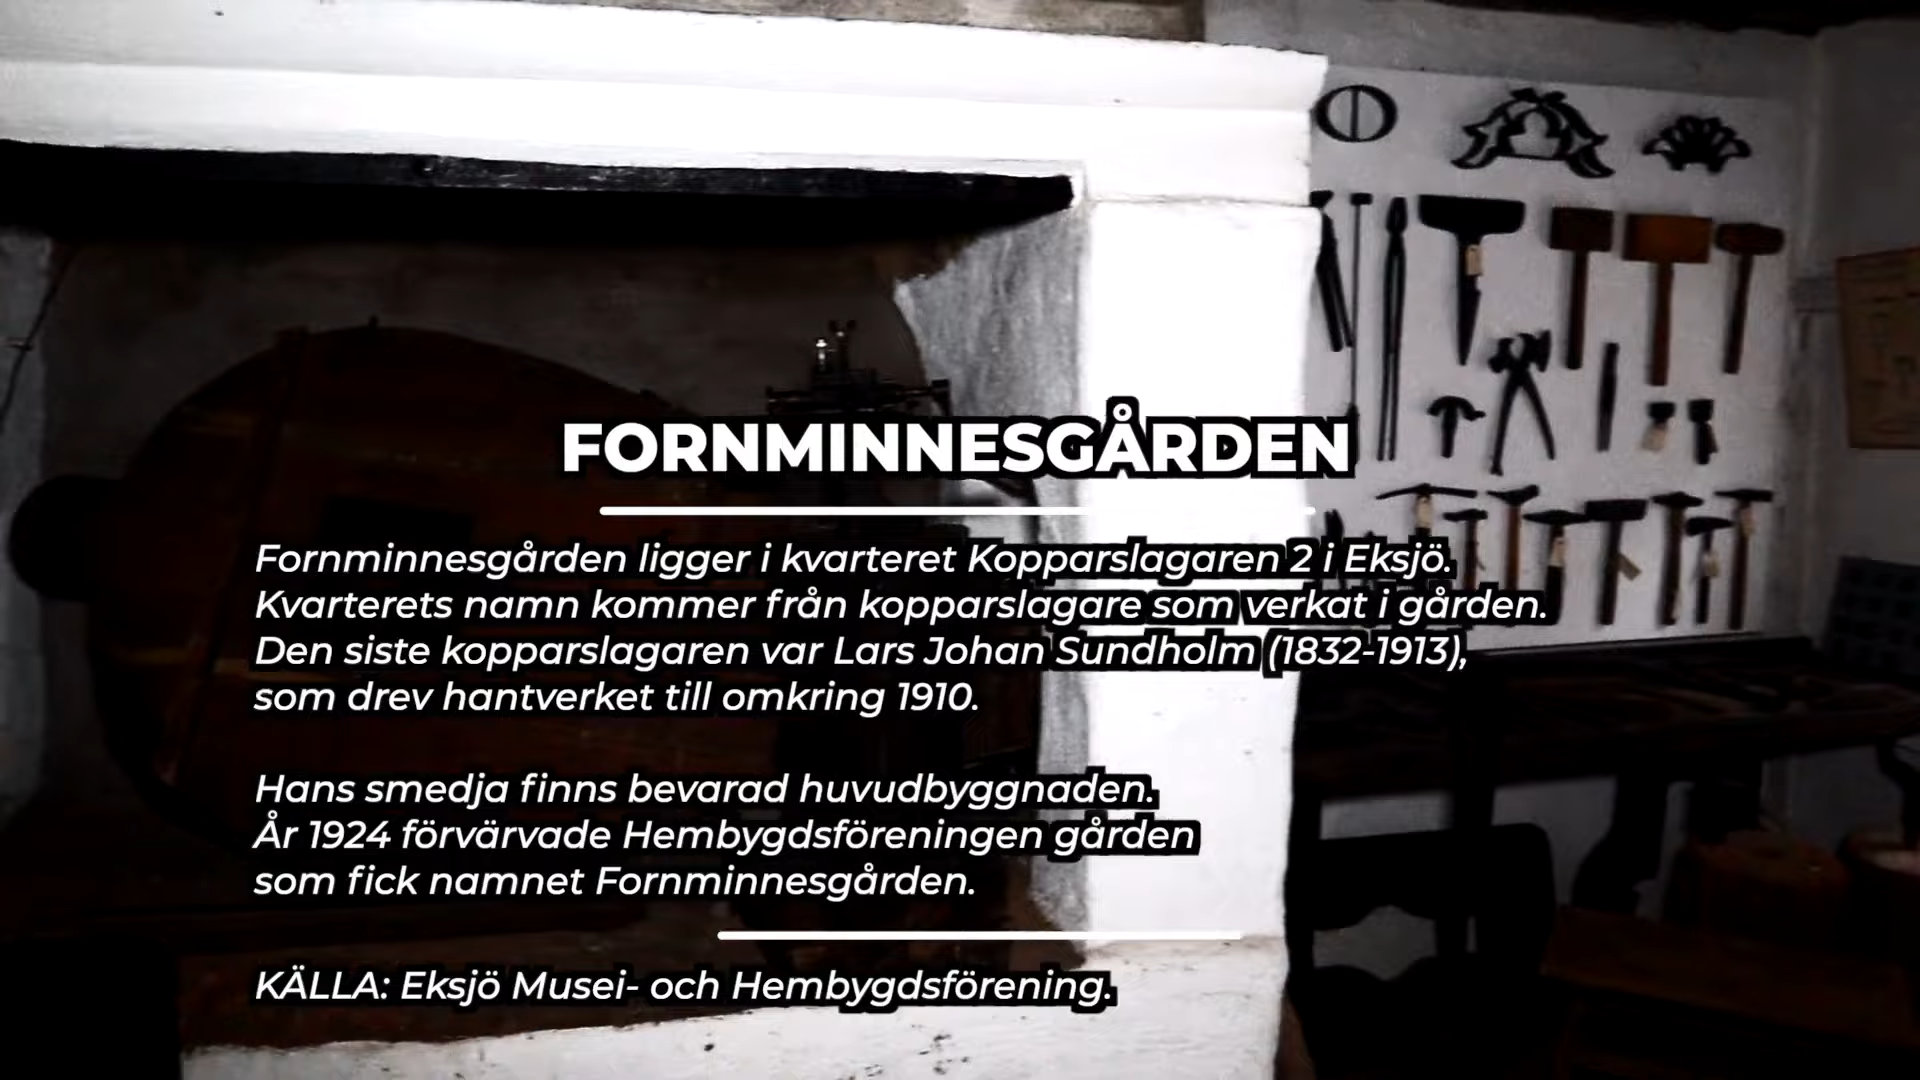 FORNMINNESGÅRDEN
Fornminnesgården ligger i kvarteret Kopparslagaren 2 i Eksjö.
Kvarterets namn kommer från kopparslagare som verkat i gården.
Den siste kopparslagaren var Lars Johan Sundholm (1832-1913),
som drev hantverket till omkring 1910.
Hans smedja finns bevarad huvudbyggnaden.
År 1924 förvärvade Hembygdsföreningen gården
som fick namnet Fornminnesgården.
KÄLLA: Eksjö Musei- och Hembygdsförening.